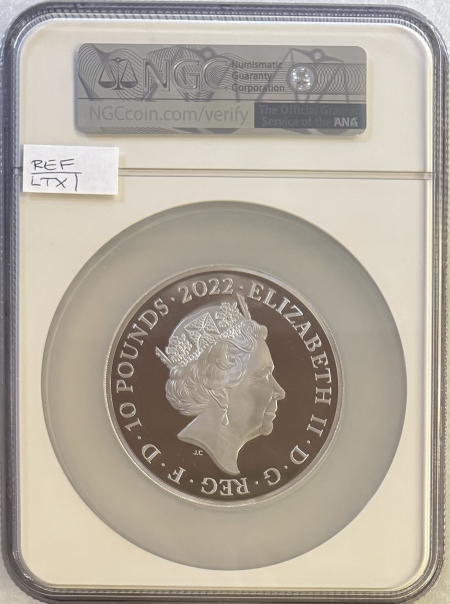 NGC
Numismatic
Guaranty
Corporation
NGCcoin.com/verify
The Official Grading
Service of the ANA
REF
LTX1
ELIZABETH II · D · G · REG · F · D · 10 POUNDS · 2022 ·
J.C